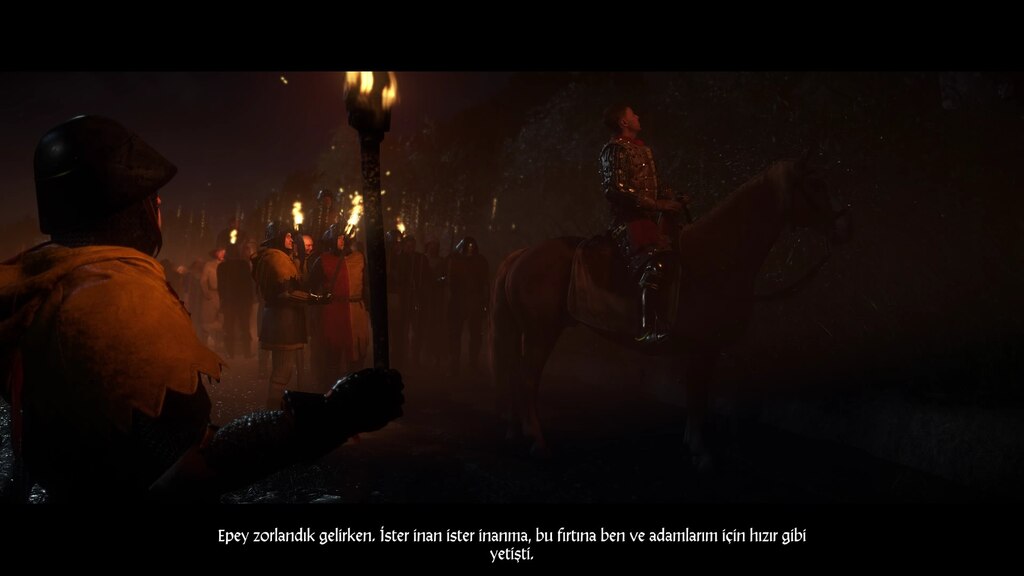 Epey zorlandık gelirken. İster inan ister inanma, bu fırtına ben ve adamlarım için hızır gibi
yetişti.